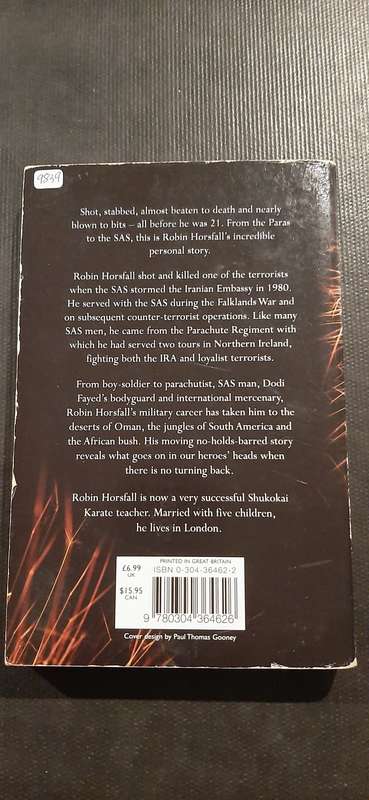 9839
Shot, stabbed, almost beaten to death and nearly
blown to bits – all before he was 21. From the Paras
to the SAS, this is Robin Horsfall's incredible
personal story.
Robin Horsfall shot and killed one of the terrorists
when the SAS stormed the Iranian Embassy in 1980.
He served with the SAS during the Falklands War and
on subsequent counter-terrorist operations. Like many
SAS men, he came from the Parachute Regiment with
which he had served two tours in Northern Ireland,
fighting both the IRA and loyalist terrorists.
From boy-soldier to parachutist, SAS man, Dodi
Fayed's bodyguard and international mercenary,
Robin Horsfall's military career has taken him to the
deserts of Oman, the jungles of South America and
the African bush. His moving no-holds-barred story
reveals what goes on in our heroes' heads when
there is no turning back.
Robin Horsfall is now a very successful Shukokai
Karate teacher. Married with five children,
he lives in London.
£6.99
UK
$15.95
CAN
PRINTED IN GREAT BRITAIN
ISBN 0-304-36462-2
9 780304 364626
Cover design by Paul Thomas Gooney